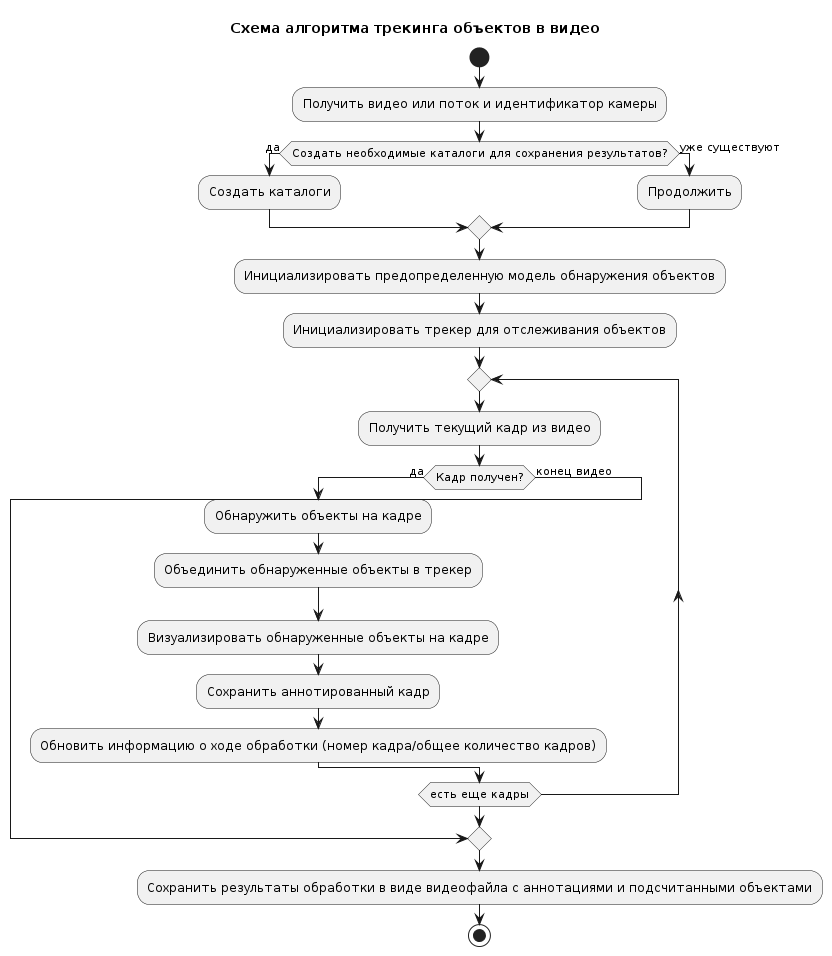 Схема алгоритма трекинга объектов в видео
Получить видео или поток и идентификатор камеры
да
Создать необходимые каталоги для сохранения результатов?
уже существуют
Создать каталоги
Продолжить
Инициализировать предопределенную модель обнаружения объектов
Инициализировать трекер для отслеживания объектов
Получить текущий кадр из видео
да
Кадр получен?
конец видео
Обнаружить объекты на кадре
Объединить обнаруженные объекты в трекер
Визуализировать обнаруженные объекты на кадре
Сохранить аннотированный кадр
Обновить информацию о ходе обработки (номер кадра/общее количество кадров)
есть еще кадры
Сохранить результаты обработки в виде видеофайла с аннотациями и подсчитанными объектами